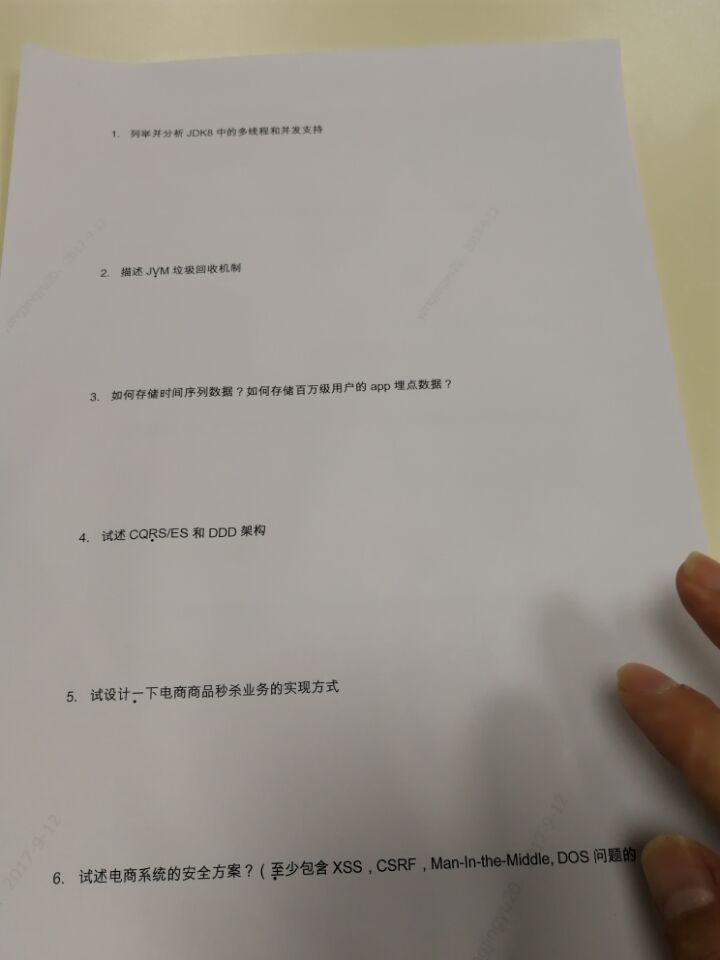 1. 列举并分析 JDK8 中的多线程和并发支持
2. 描述 JVM 垃圾回收机制
3. 如何存储时间序列数据？如何存储百万级用户的 app 埋点数据？
4. 试述 CQRS/ES 和 DDD 架构
5. 试设计一下电商商品秒杀业务的实现方式
6. 试述电商系统的安全方案？（至少包含 XSS , CSRF , Man-In-the-Middle, DOS 问题的
2017-9-12